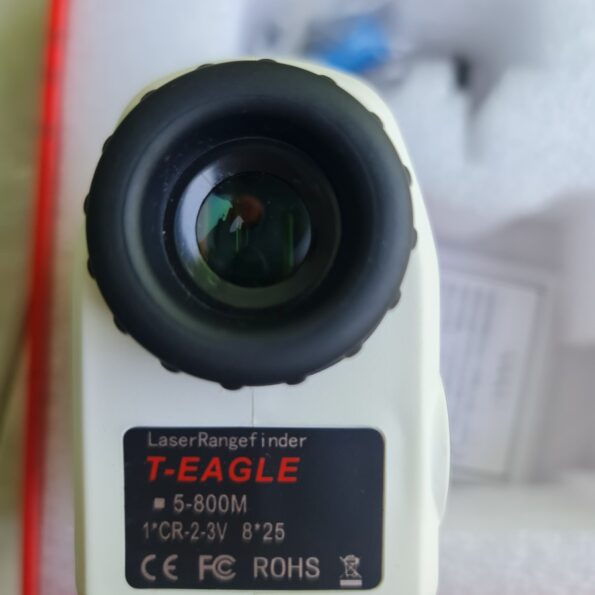 LaserRangefinder
T-EAGLE
5-800M
1*CR-2-3V 8*25
CE FC ROHS